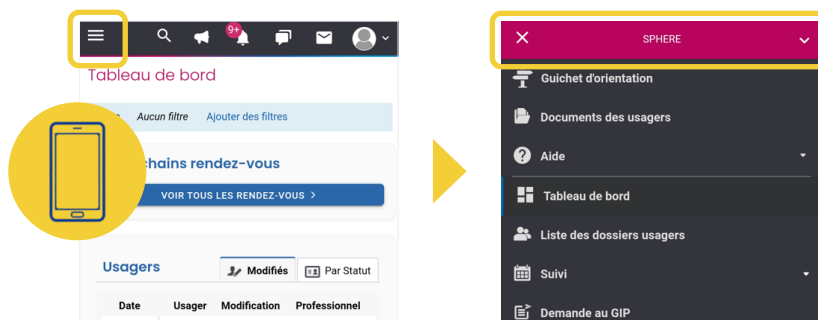 9+
Tableau de bord
Aucun filtre Ajouter des filtres
chains rendez-vous
VOIR TOUS LES RENDEZ-VOUS >
Usagers Modifiés Par Statut
Date Usager Modification Professionnel
SPHERE
Guichet d'orientation
Documents des usagers
Aide
Tableau de bord
Liste des dossiers usagers
Suivi
Demande au GIP